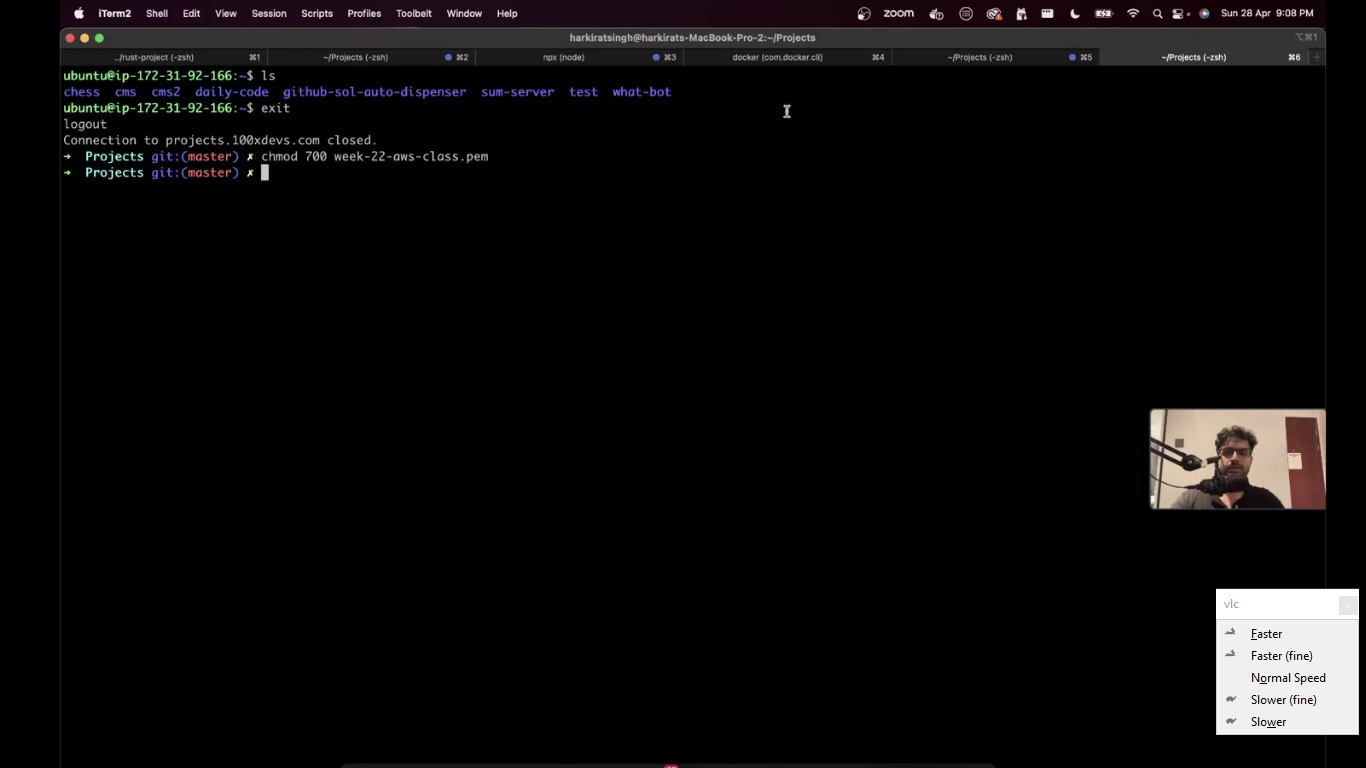 iTerm2 Shell Edit View Session Scripts Profiles Toolbelt Window Help zoom Sun 28 Apr 9:08 PM
harkiratsingh@harkirats-MacBook-Pro-2:~/Projects ⌥⌘1
../rust-project (-zsh) ⌘1 ~/Projects (-zsh) ⌘2 npx (node) ⌘3 docker (com.docker.cli) ⌘4 ~/Projects (-zsh) ⌘5 ~/Projects (-zsh) ⌘6 +
ubuntu@ip-172-31-92-166:~$ ls
chess cms cms2 daily-code github-sol-auto-dispenser sum-server test what-bot
ubuntu@ip-172-31-92-166:~$ exit
logout
Connection to projects.100xdevs.com closed.
→ Projects git:(master) ✗ chmod 700 week-22-aws-class.pem
→ Projects git:(master) ✗
vlc
Faster
Faster (fine)
Normal Speed
Slower (fine)
Slower